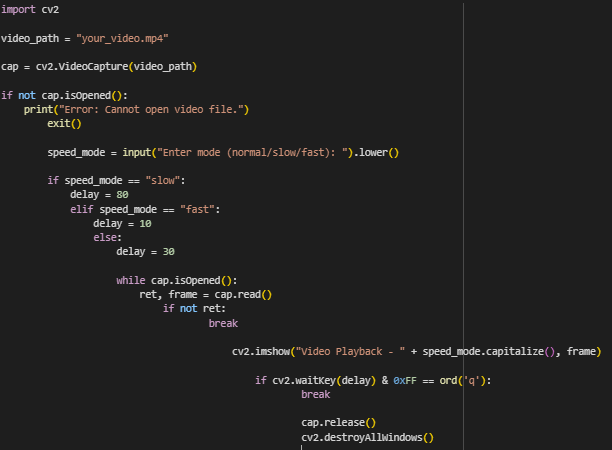 import cv2
video_path = "your_video.mp4"
cap = cv2.VideoCapture(video_path)
if not cap.isOpened():
    print("Error: Cannot open video file.")
        exit()
        speed_mode = input("Enter mode (normal/slow/fast): ").lower()
        if speed_mode == "slow":
            delay = 80
            elif speed_mode == "fast":
                delay = 10
                else:
                    delay = 30
                    while cap.isOpened():
                        ret, frame = cap.read()
                            if not ret:
                                    break
                                        cv2.imshow("Video Playback - " + speed_mode.capitalize(), frame)
                                            if cv2.waitKey(delay) & 0xFF == ord('q'):
                                                    break
                                                    cap.release()
                                                    cv2.destroyAllWindows()